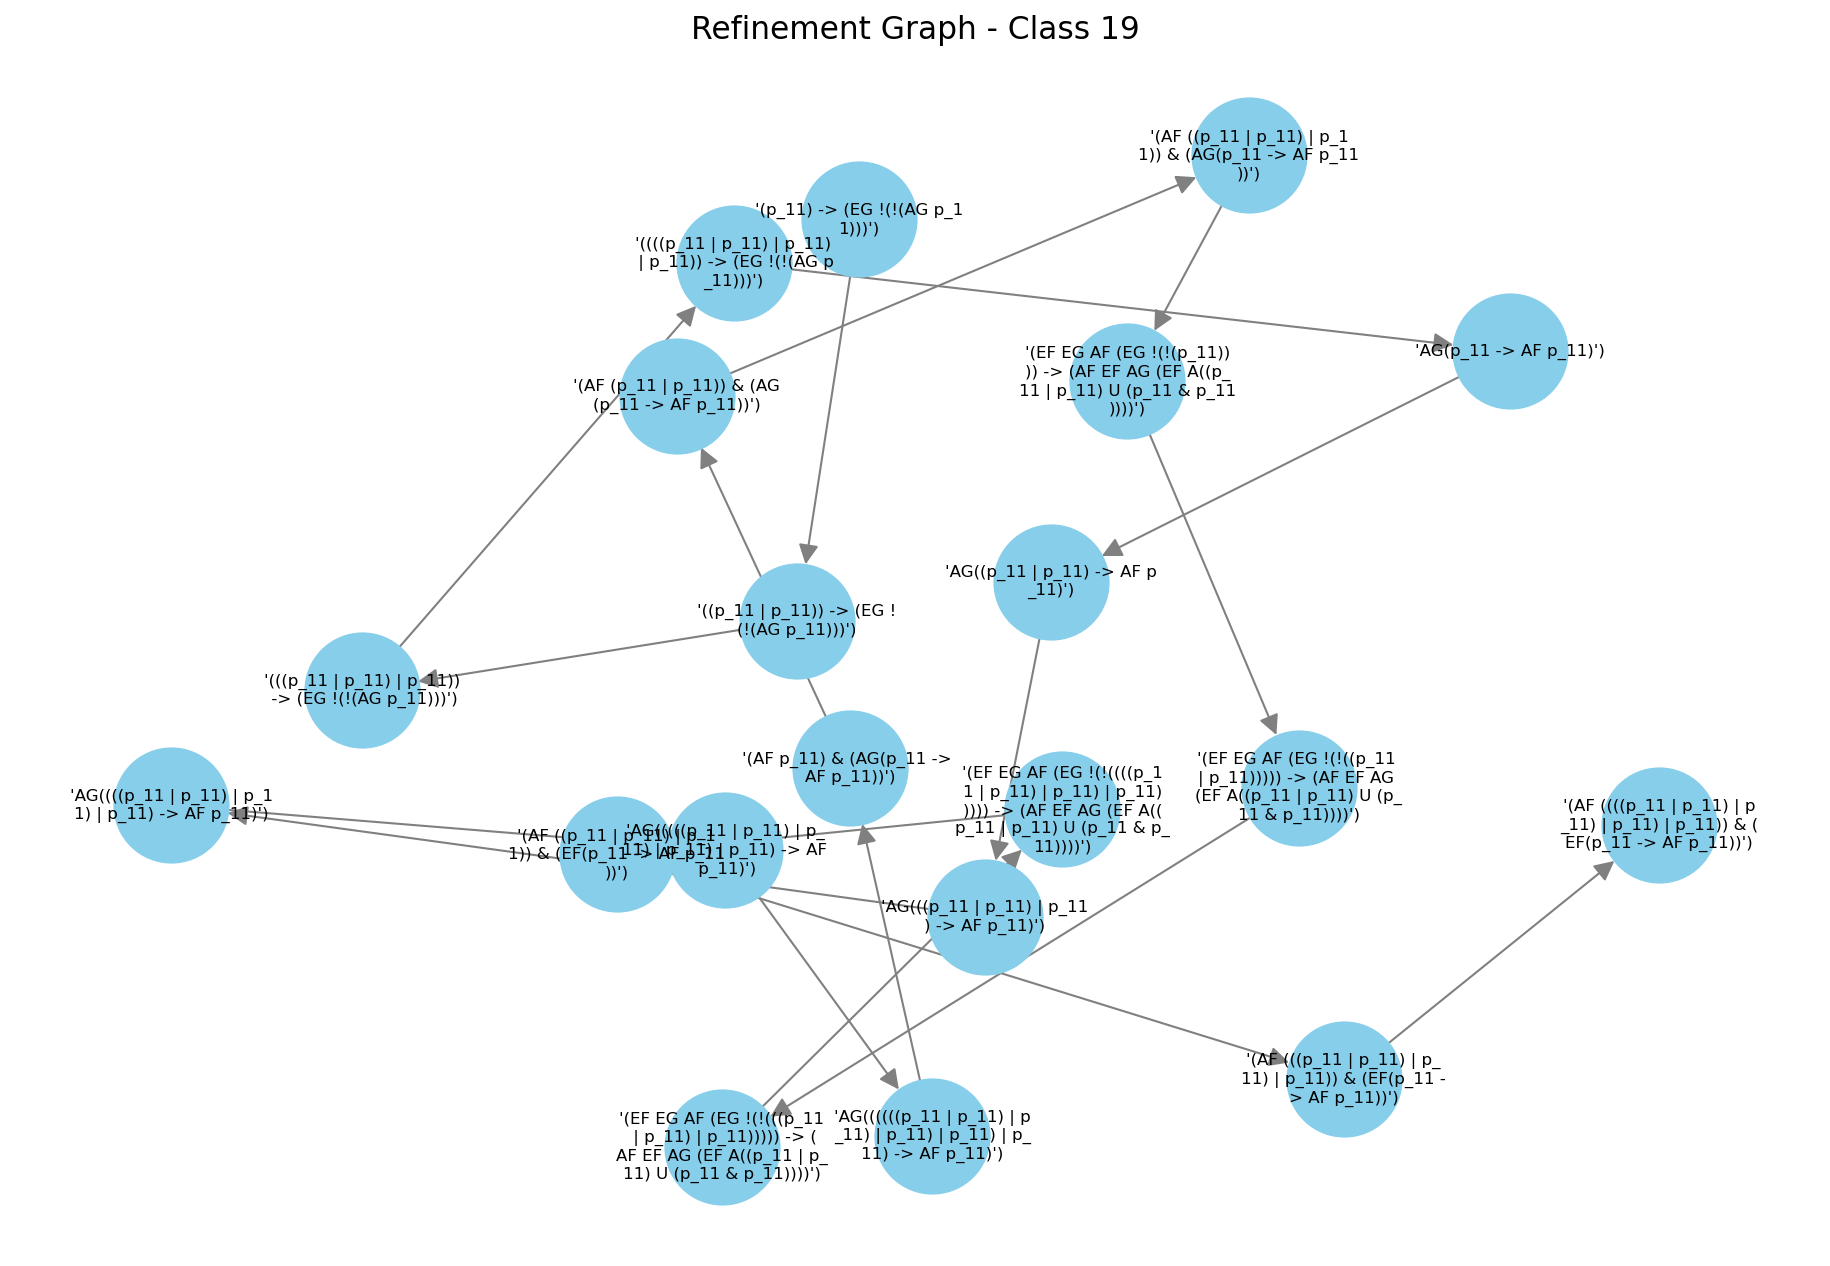 Refinement Graph - Class 19
'(AF ((p_11 | p_11) | p_1
1)) & (AG(p_11 -> AF p_11
))')
'(p_11) -> (EG !(!(AG p_1
1)))')
'((((p_11 | p_11) | p_11)
| p_11)) -> (EG !(!(AG p
_11)))')
'AG(p_11 -> AF p_11)')
'(EF EG AF (EG !(!(p_11))
)) -> (AF EF AG (EF A((p_
11 | p_11) U (p_11 & p_11
))))')
'(AF (p_11 | p_11)) & (AG
(p_11 -> AF p_11))')
'AG((p_11 | p_11) -> AF p
_11)')
'((p_11 | p_11)) -> (EG !
(!(AG p_11)))')
'(((p_11 | p_11) | p_11))
-> (EG !(!(AG p_11)))')
'(AF p_11) & (AG(p_11 ->
AF p_11))')
'(EF EG AF (EG !(!((p_11
| p_11))))) -> (AF EF AG
(EF A((p_11 | p_11) U (p_
11 & p_11))))')
'(EF EG AF (EG !(!((((p_1
1 | p_11) | p_11) | p_11)
)))) -> (AF EF AG (EF A((
p_11 | p_11) U (p_11 & p_
11))))')
'AG((((p_11 | p_11) | p_1
1) | p_11) -> AF p_11)')
'(AF ((p_11 | p_11) | p_1
1)) & (EF(p_11 -> AF p_11
))')
'AG(((((p_11 | p_11) | p_
11) | p_11) | p_11) -> AF
p_11)')
'(AF ((((p_11 | p_11) | p
_11) | p_11) | p_11)) & (
EF(p_11 -> AF p_11))')
'AG(((p_11 | p_11) | p_11
) -> AF p_11)')
'(AF (((p_11 | p_11) | p_
11) | p_11)) & (EF(p_11 -
> AF p_11))')
'(EF EG AF (EG !(!(((p_11
| p_11) | p_11))))) -> (
AF EF AG (EF A((p_11 | p_
11) U (p_11 & p_11))))')
'AG((((((p_11 | p_11) | p
_11) | p_11) | p_11) | p_
11) -> AF p_11)')